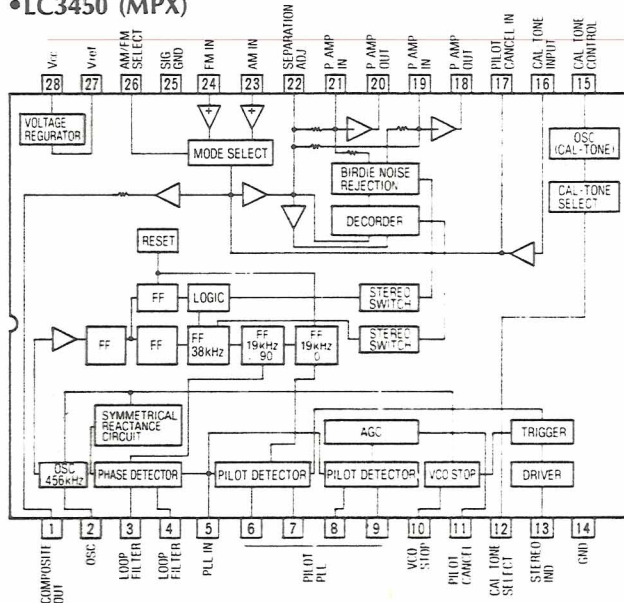 •LC3450 (MPX)
Vcc
Vref
AM/FM SELECT
SIG GND
FM IN
AM IN
SEPARATION ADJ
P AMP IN
P AMP OUT
P AMP IN
P AMP OUT
PILOT CANCEL IN
CAL TONE INPUT
CAL TONE CONTROL
28 27 26 25 24 23 22 21 20 19 18 17 16 15
VOLTAGE REGURATOR
MODE SELECT
OSC (CAL-TONE)
BIRDIE NOISE REJECTION
CAL-TONE SELECT
DECORDER
RESET
FF
LOGIC
STEREO SWITCH
FF
FF
FF 38kHz
FF 19kHz 90
FF 19kHz 0
STEREO SWITCH
SYMMETRICAL REACTANCE CIRCUIT
AGC
TRIGGER
OSC 456kHz
PHASE DETECTOR
PILOT DETECTOR
PILOT DETECTOR
VCO STOP
DRIVER
1 2 3 4 5 6 7 8 9 10 11 12 13 14
COMPOSITE OUT
OSC
LOOP FILTER
LOOP FILTER
PLL IN
PILOT PLL
VCO STOP
PILOT CANCEL
CAL TONE SELECT
STEREO IND
GND